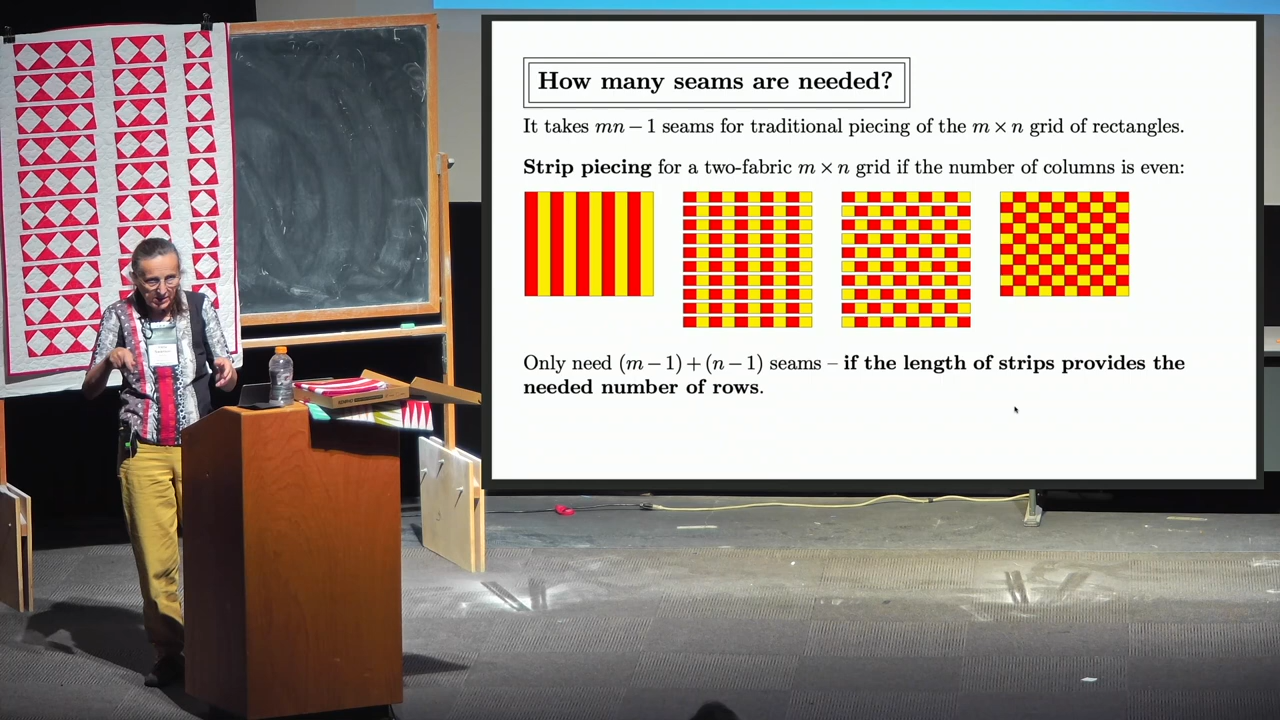 How many seams are needed?
It takes mn − 1 seams for traditional piecing of the m × n grid of rectangles.
Strip piecing for a two-fabric m × n grid if the number of columns is even:
Only need (m − 1) + (n − 1) seams – if the length of strips provides the
needed number of rows.